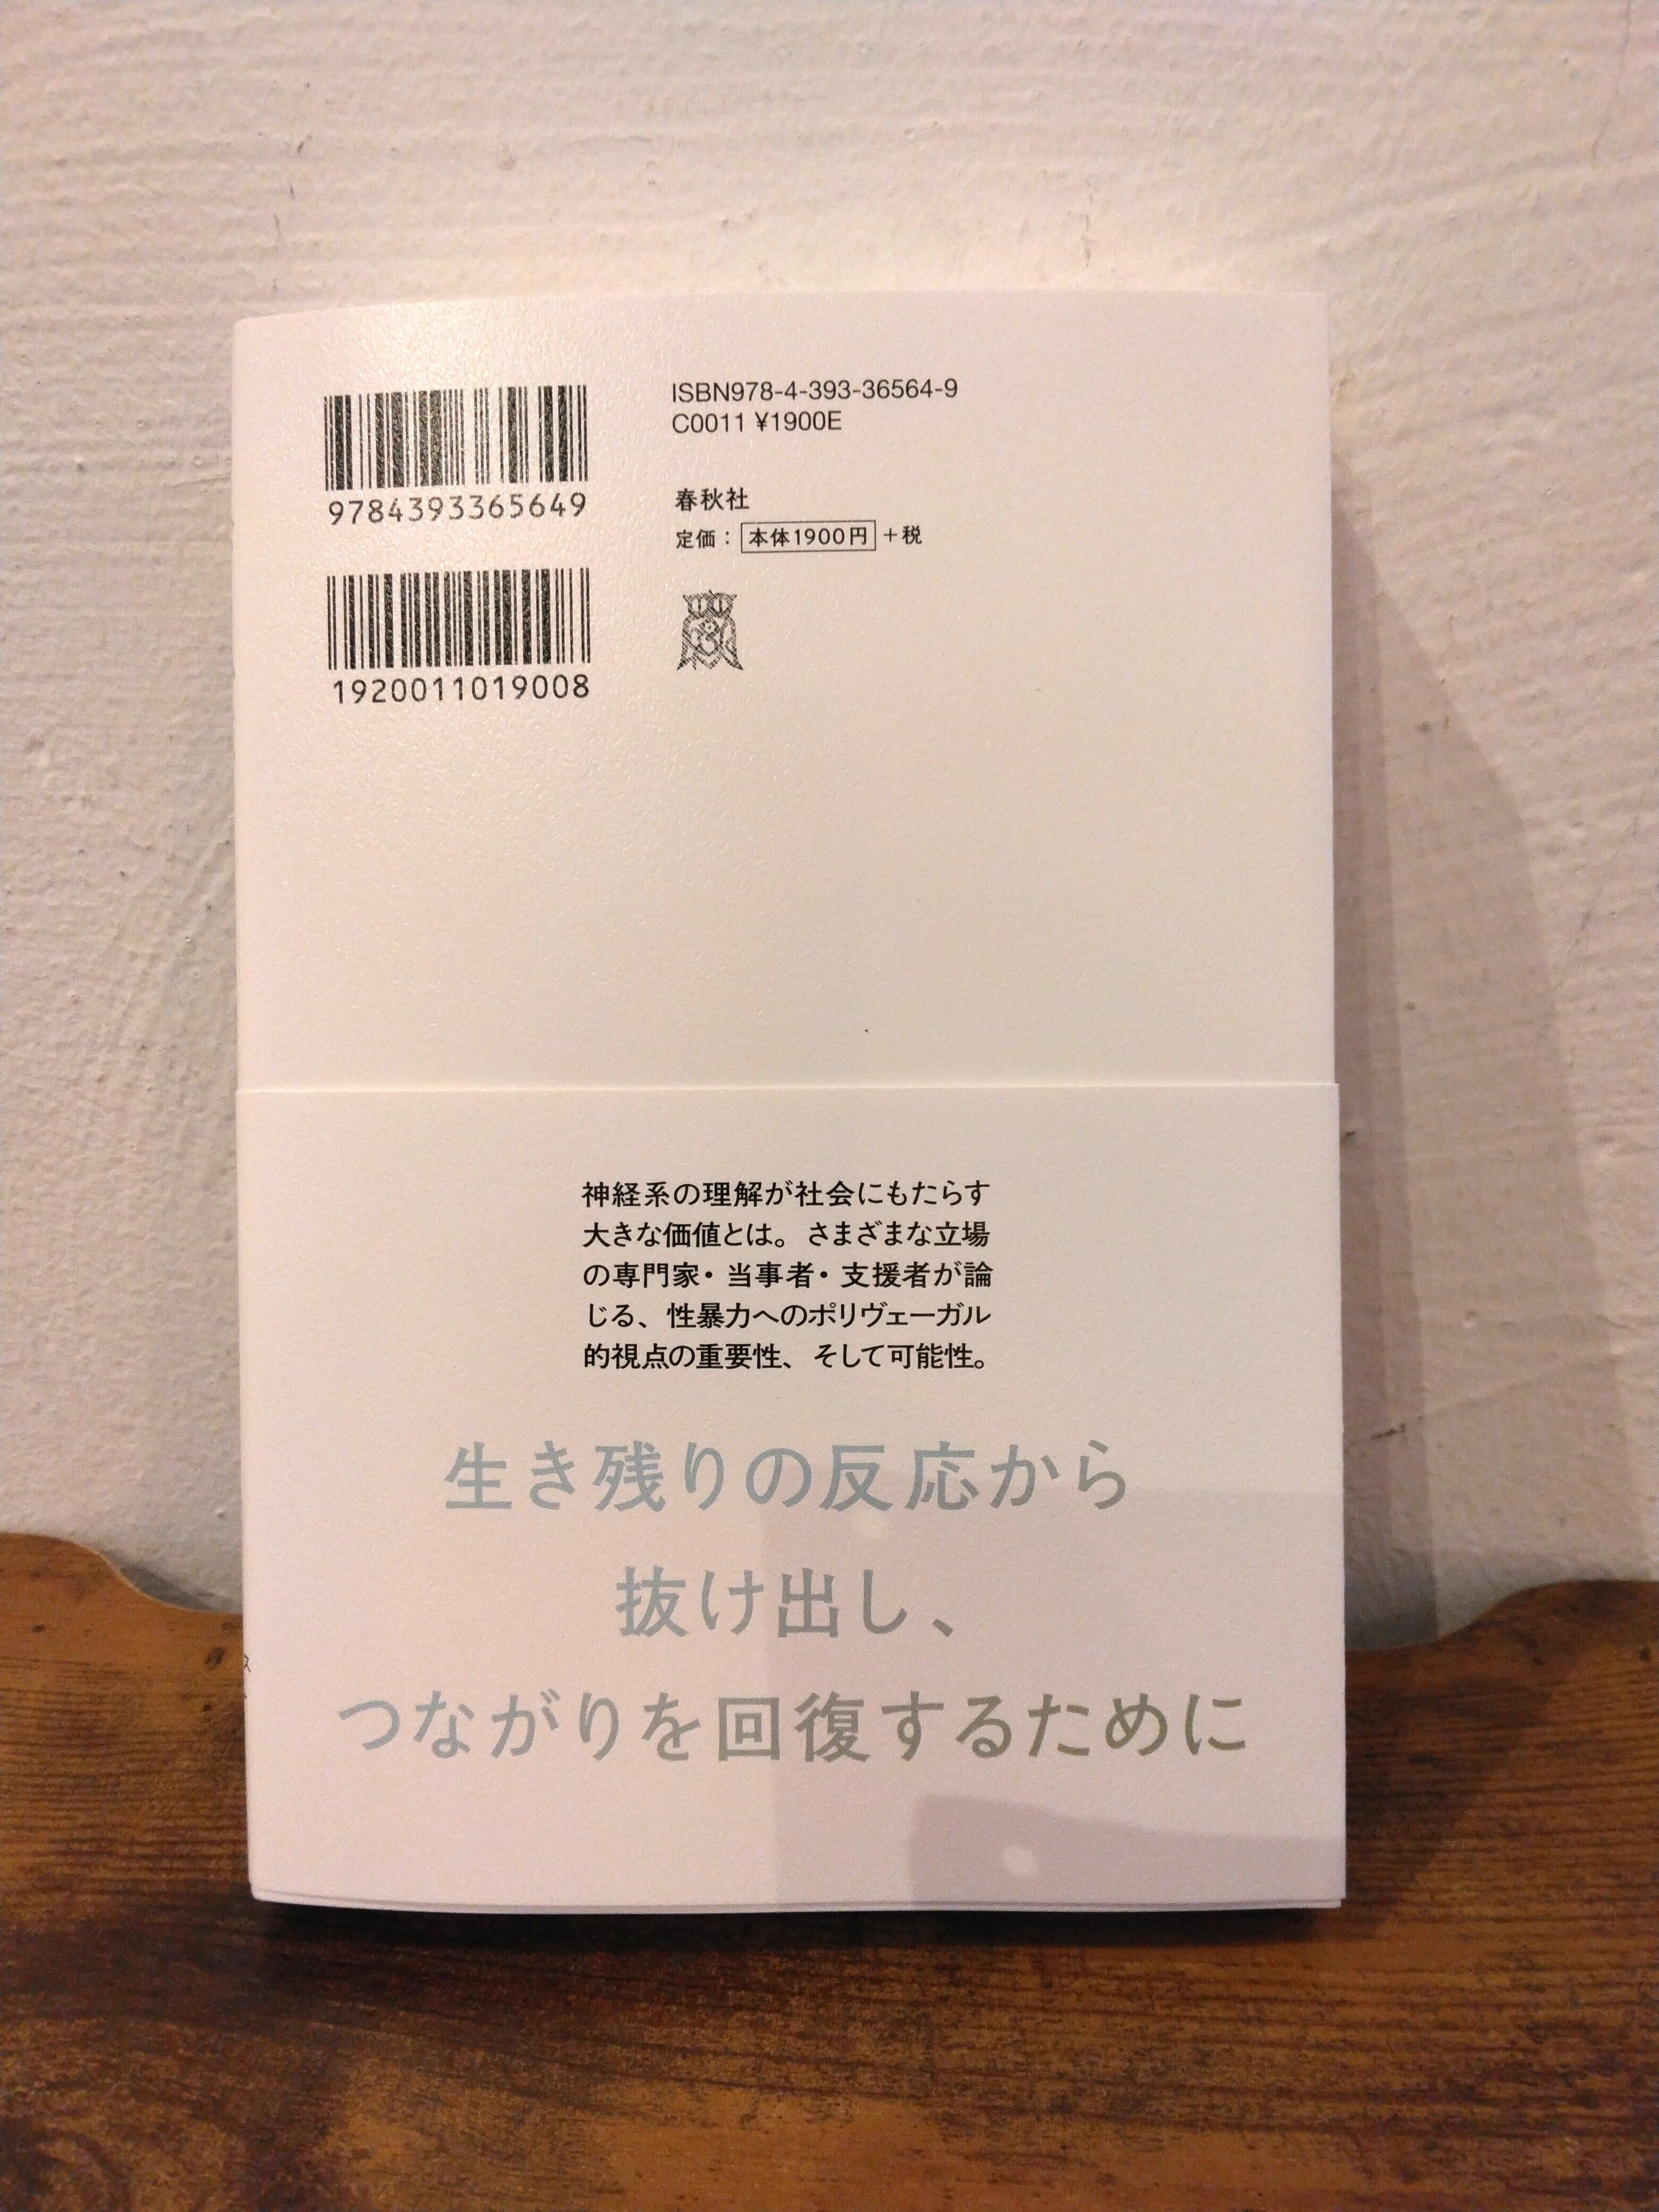 9784393365649
1920011019008
ISBN978-4-393-36564-9
C0011 ¥1900E
春秋社
定価：本体1900円＋税
神経系の理解が社会にもたらす
大きな価値とは。さまざまな立場
の専門家・当事者・支援者が論
じる、性暴力へのポリヴェーガル
的視点の重要性、そして可能性。
生き残りの反応から
抜け出し、
つながりを回復するために
ス